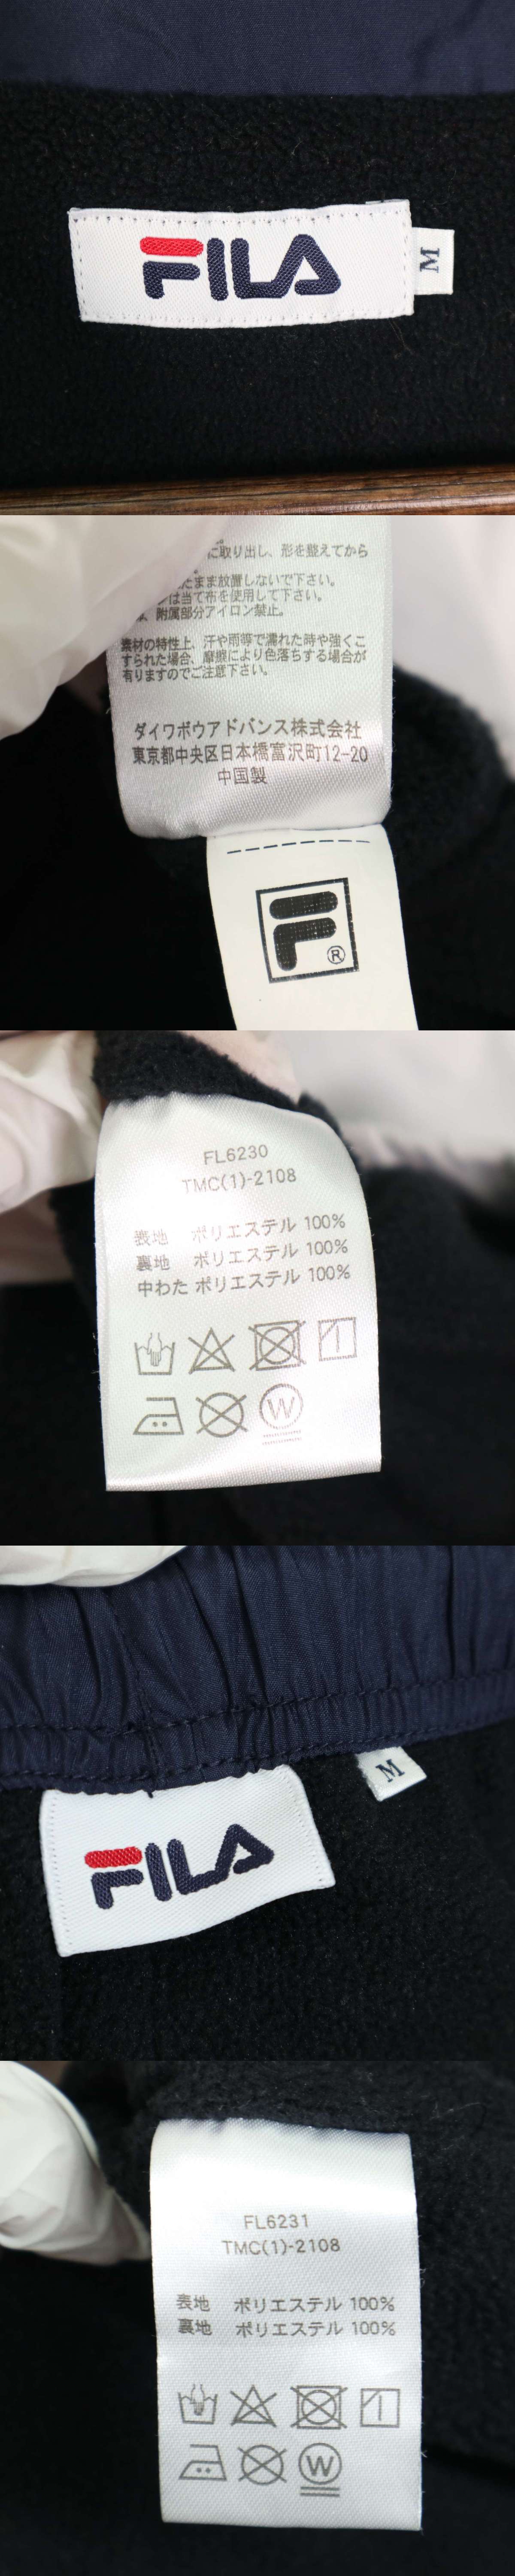 FILA
M
に取り出し、形を整えてから
たまま放置しないで下さい。
は当て布を使用して下さい。
附属部分アイロン禁止。
素材の特性上、汗や雨等で濡れた時や強くこ
すられた場合、摩擦により色落ちする場合が
有りますのでご注意下さい。
ダイワボウアドバンス株式会社
東京都中央区日本橋富沢町12-20
中国製
F
®
FL6230
TMC(1)-2108
表地 ポリエステル 100%
裏地 ポリエステル 100%
中わた ポリエステル 100%
W
FILA
M
FL6231
TMC(1)-2108
表地 ポリエステル 100%
裏地 ポリエステル 100%
W